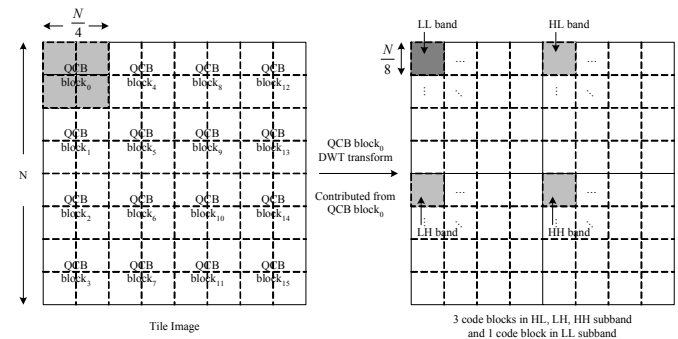 N
4
QCB
block0
QCB
block4
QCB
block8
QCB
block12
QCB
block1
QCB
block5
QCB
block9
QCB
block13
N
QCB
block2
QCB
block6
QCB
block10
QCB
block14
QCB
block3
QCB
block7
QCB
block11
QCB
block15
Tile Image
QCB block0
DWT transform
Contributed from
QCB block0
LL band
HL band
N
8
...
...
⋮
⋱
⋮
⋱
...
...
⋮
⋱
⋮
⋱
LH band
HH band
3 code blocks in HL, LH, HH subband
and 1 code block in LL subband